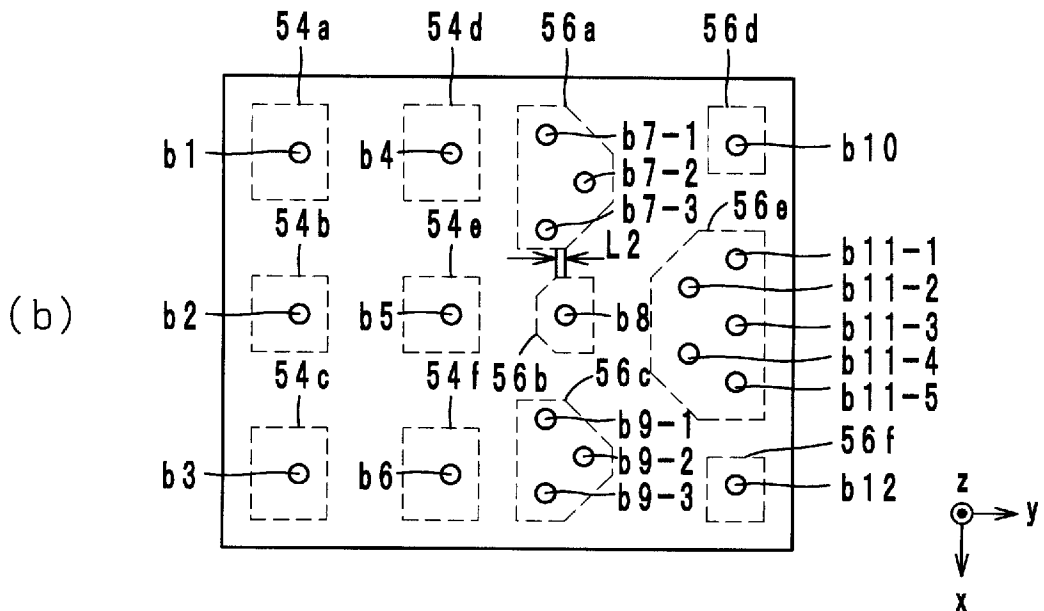 54a 54d 56a 56d
b1 b4 b7-1 b10
b7-2
b7-3
54b 54e L2 56e
b11-1
b11-2
(b) b2 b5 b8 b11-3
b11-4
56b 56c
54c 54f b11-5
b9-1 56f
b3 b6 b9-2
b9-3 b12
z
y
x